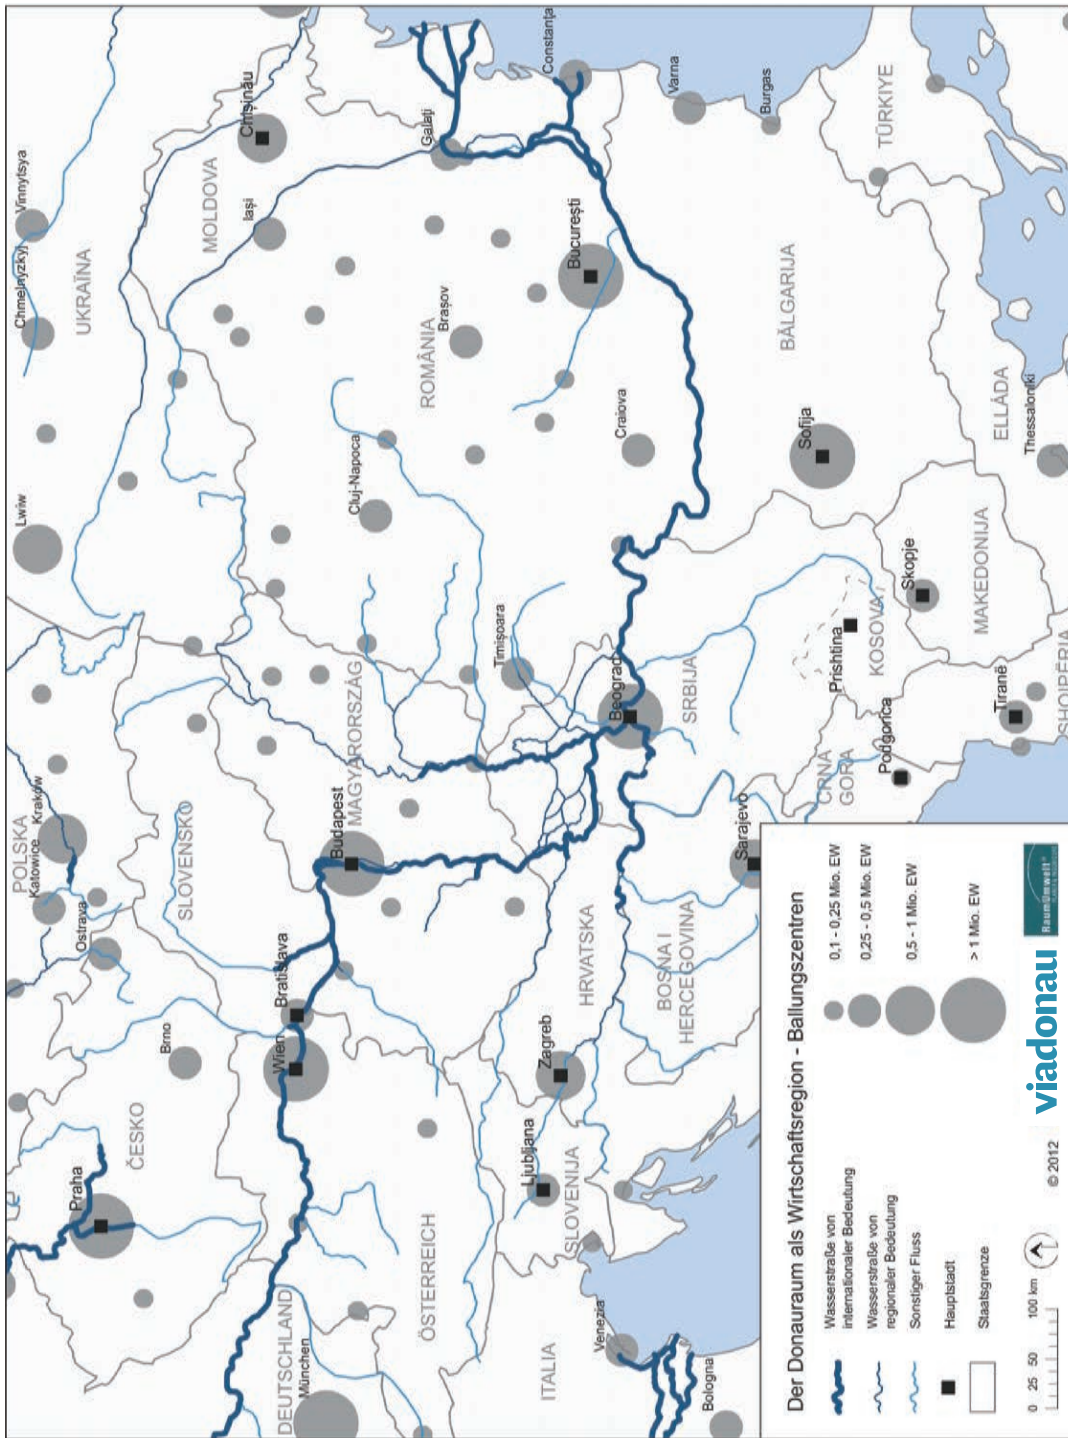 POLSKA
Lwiw
Chmelnyzkyj
Vinnytsya
Katowice
Kraków
Praha
Ostrava
UKRAÏNA
ČESKO
Brno
SLOVENSKO
MOLDOVA
Chișinău
Iași
Wien
Bratislava
DEUTSCHLAND
München
Budapest
MAGYARORSZÁG
Cluj-Napoca
ÖSTERREICH
ROMÂNIA
Galați
Brașov
Timișoara
Ljubljana
Zagreb
ITALIA
Constanța
SLOVENIJA
București
HRVATSKA
Venezia
Beograd
Craiova
BOSNA I
HERCEGOVINA
Varna
SRBIJA
Bologna
Sarajevo
Burgas
BĂLGARIJA
Sofija
CRNA
GORA
Prishtina
KOSOVA
Podgorica
TÜRKIYE
Skopje
MAKEDONIJA
ELLÁDA
Tiranë
Thessaloniki
SHQIPËRIA
Der Donauraum als Wirtschaftsregion - Ballungszentren
Wasserstraße von
internationaler Bedeutung
Wasserstraße von
regionaler Bedeutung
Sonstiger Fluss
Hauptstadt
Staatsgrenze
0,1 - 0,25 Mio. EW
0,25 - 0,5 Mio. EW
0,5 - 1 Mio. EW
> 1 Mio. EW
0 25 50 100 km
© 2012
viadonau
RaumUmwelt®